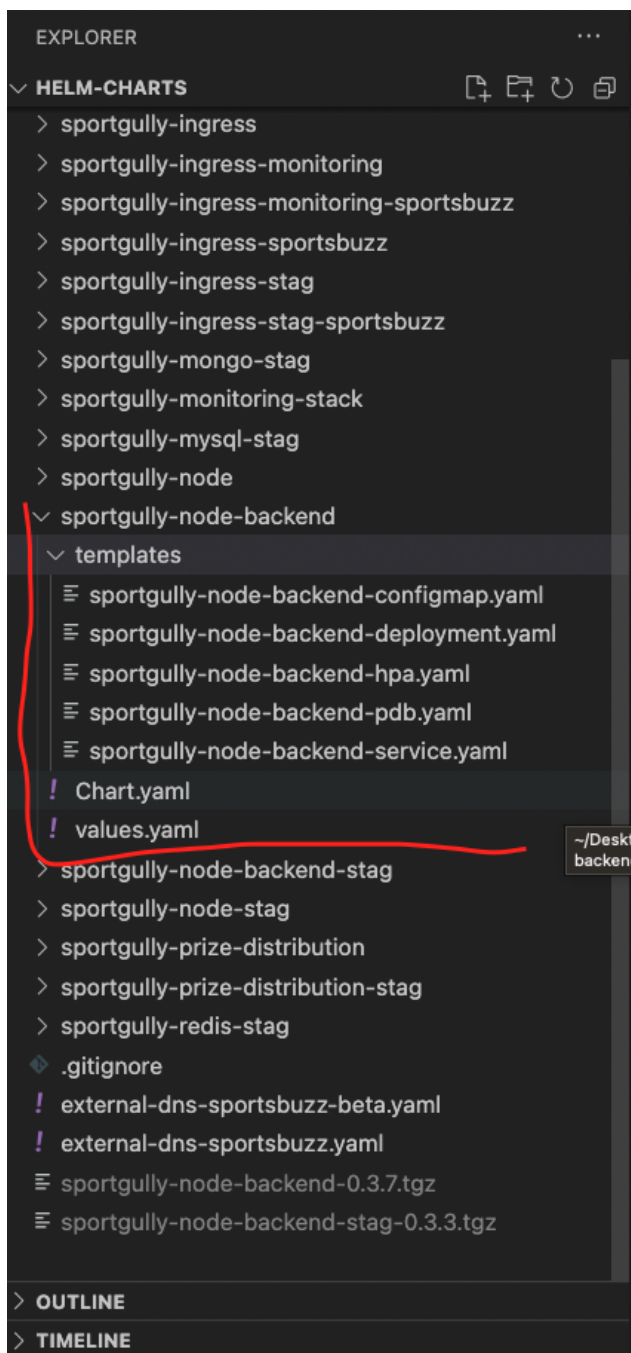 EXPLORER
HELM-CHARTS
sportgully-ingress
sportgully-ingress-monitoring
sportgully-ingress-monitoring-sportsbuzz
sportgully-ingress-sportsbuzz
sportgully-ingress-stag
sportgully-ingress-stag-sportsbuzz
sportgully-mongo-stag
sportgully-monitoring-stack
sportgully-mysql-stag
sportgully-node
sportgully-node-backend
templates
sportgully-node-backend-configmap.yaml
sportgully-node-backend-deployment.yaml
sportgully-node-backend-hpa.yaml
sportgully-node-backend-pdb.yaml
sportgully-node-backend-service.yaml
! Chart.yaml
! values.yaml
~/Deskt
backend
sportgully-node-backend-stag
sportgully-node-stag
sportgully-prize-distribution
sportgully-prize-distribution-stag
sportgully-redis-stag
.gitignore
! external-dns-sportsbuzz-beta.yaml
! external-dns-sportsbuzz.yaml
sportgully-node-backend-0.3.7.tgz
sportgully-node-backend-stag-0.3.3.tgz
OUTLINE
TIMELINE